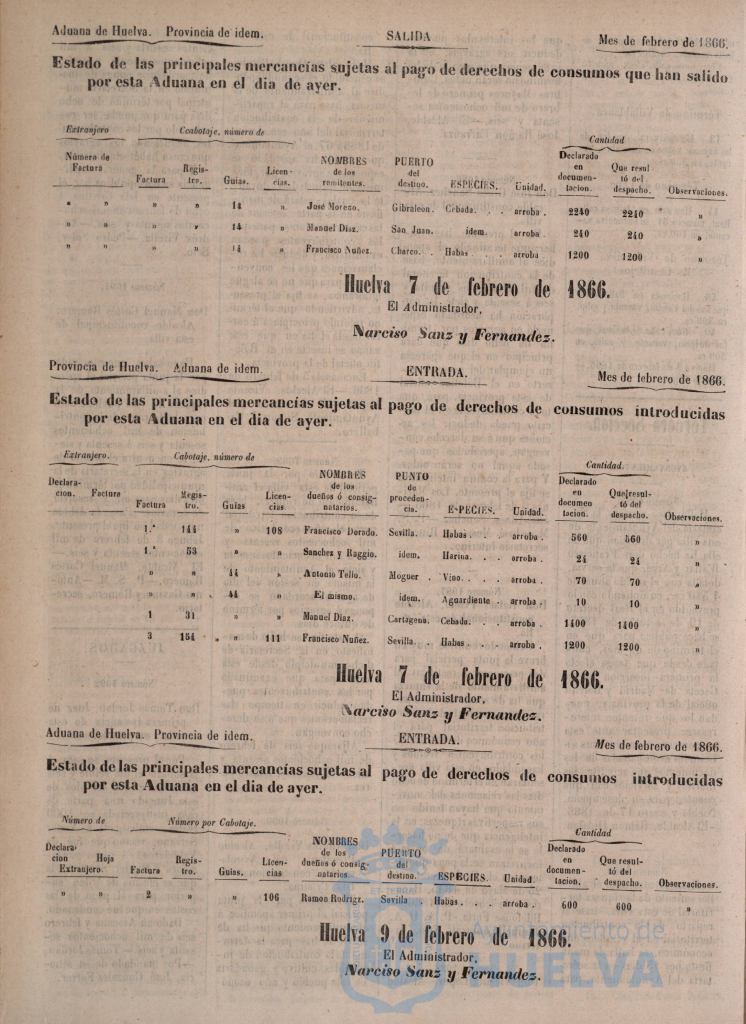 Aduana de Huelva. Provincia de idem. SALIDA Mes de febrero de 1866.
Estado de las principales mercancías sujetas al pago de derechos de consumos que han salido
por esta Aduana en el dia de ayer.
Extranjero Ccabotaje, número de Cantidad
Número de Factura Factura Regis- tro. Guias. Licen- cias. NOMBRES de los remitentes. PUERTO del destino. ESPECIES. Unidad. Declarado en documen- tacion. Que resul tó del despacho. Observaciones.
" " " 14 " José Moreno. Gibraleon. Cebada. . . arroba . 2240 2240 "
" " " 14 " Manuel Diaz. San Juan. idem. arroba . 240 240 "
" " " 14 " Francisco Nuñez. Charco. . Habas . . . arroba . 1200 1200 "
Huelva 7 de febrero de 1866.
El Administrador,
Narciso Sanz y Fernandez.
Provincia de Huelva. Aduana de idem. ENTRADA. Mes de febrero de 1866.
Estado de las principales mercancías sujetas al pago de derechos de consumos introducidas
por esta Aduana en el dia de ayer.
Extranjero. Cabotaje, número de Cantidad.
Declara- cion. Factura Factura Regis- tro. Guias Licen- cias NOMBRES de los dueños ó consig- natarios. PUNTO de proceden- cia. ESPECIES. Unidad. Declarado en documen tacion. Que resul- tó del despacho. Observaciones.
1.ª 144 " 108 Francisco Dorado. Sevilla. . Habas . . . arroba . 560 560 "
1.ª 53 " " Sanchez y Raggio. idem. Harina. . . arroba . 24 24 "
" " 44 " Antonio Tello. Moguer . Vino. . . . arroba . 70 70 "
" " 44 " El mismo. idem. Aguardiente . arroba . 10 10 "
1 31 " " Manuel Diaz. Cartagena. Cebada. . . arroba . 1400 1400 "
3 154 " " 111 Francisco Nuñez. Sevilla. . Habas. . . arroba . 1200 1200 "
Huelva 7 de febrero de 1866.
El Administrador,
Narciso Sanz y Fernandez.
Aduana de Huelva. Provincia de idem. ENTRADA. Mes de febrero de 1866.
Estado de las principales mercancías sujetas al pago de derechos de consumos introducidas
por esta Aduana en el dia de ayer.
Número de Número por Cabotaje. Cantidad
Declara- cion Hoja Extranjero. Factura Regis- tro. Guias. Licen- cias NOMBRES de los dueños ó consig- natarios. PUERTO del destino. ESPECIES. Unidad. Declarado en documen- tacion. Que resul- tó del despacho. Observaciones.
" " 2 " " 106 Ramon Rodrigz. Sevilla . Habas. . . . arroba . 600 600 "
Huelva 9 de febrero de 1866.
El Administrador,
Narciso Sanz y Fernandez.
Ayuntamiento de
HUELVA